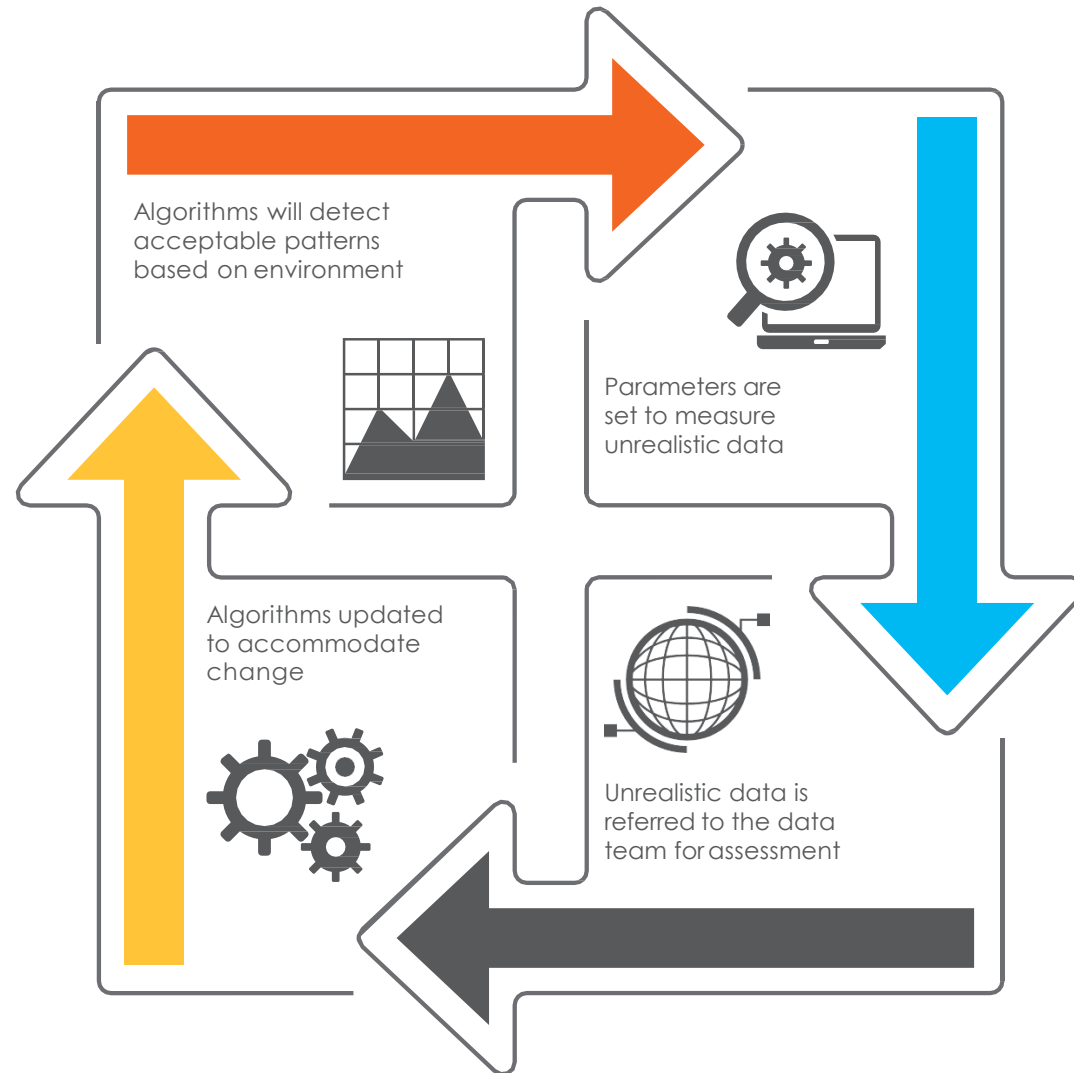 Algorithms will detect
acceptable patterns
based on environment
Parameters are
set to measure
unrealistic data
Algorithms updated
to accommodate
change
Unrealistic data is
referred to the data
team for assessment